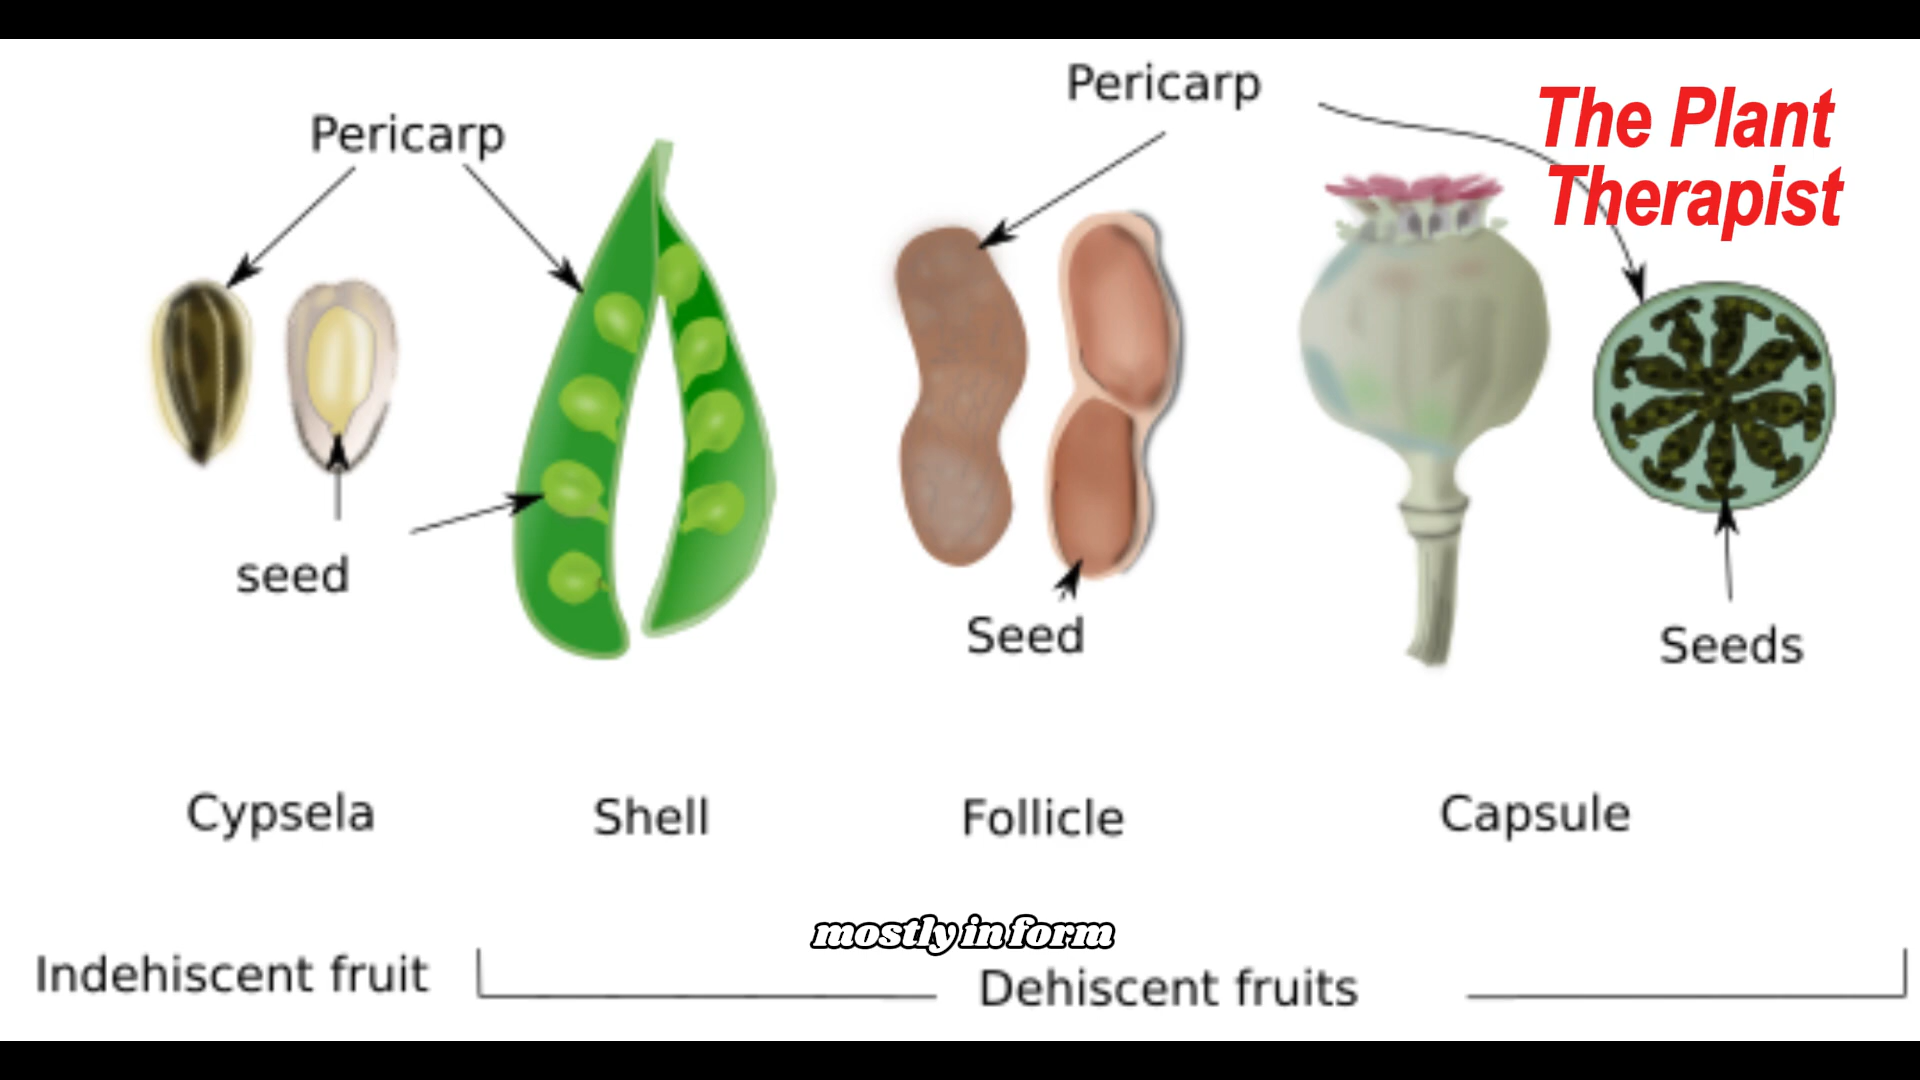 Pericarp
Pericarp
The Plant
Therapist
seed
Seed
Seeds
Cypsela
Shell
Follicle
Capsule
mostly in form
Indehiscent fruit
Dehiscent fruits